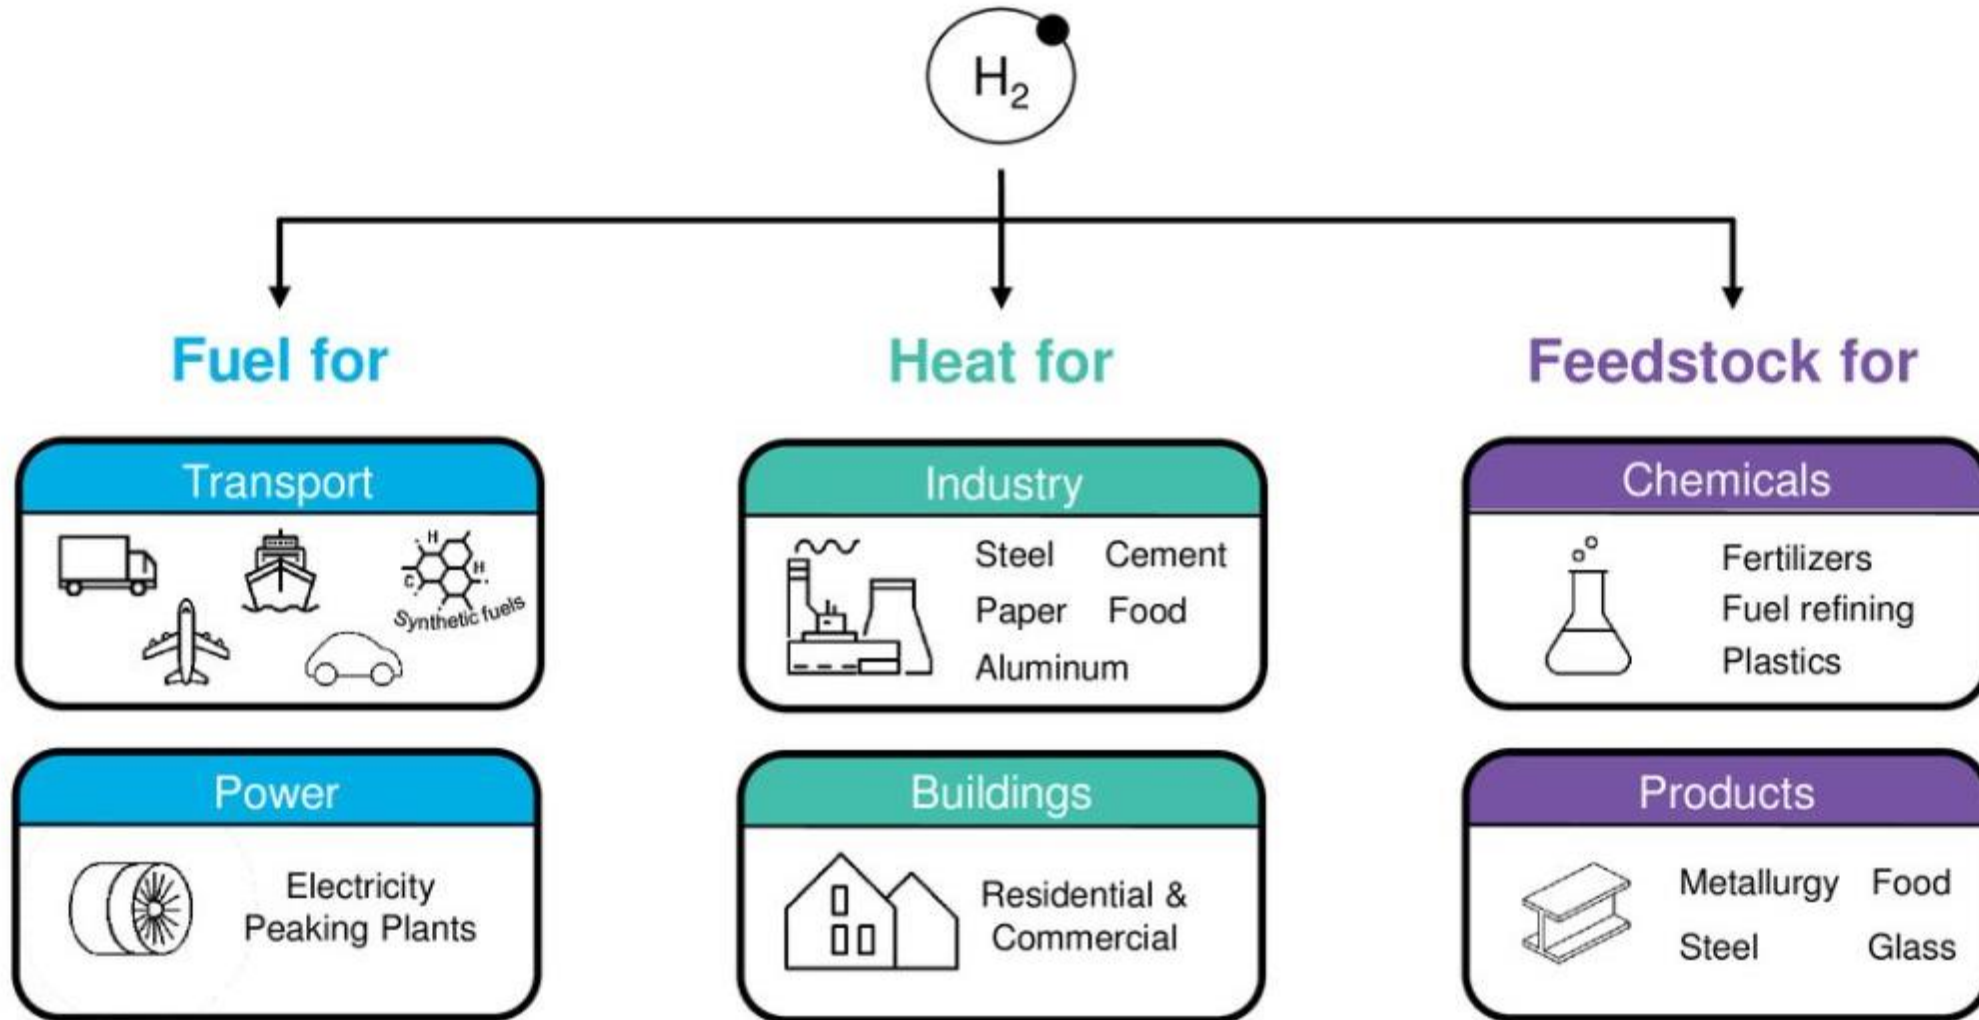 H₂
Fuel for
Transport
H
H
C
Synthetic fuels
Power
Electricity
Peaking Plants
Heat for
Industry
Steel Cement
Paper Food
Aluminum
Buildings
Residential &
Commercial
Feedstock for
Chemicals
Fertilizers
Fuel refining
Plastics
Products
Metallurgy Food
Steel Glass